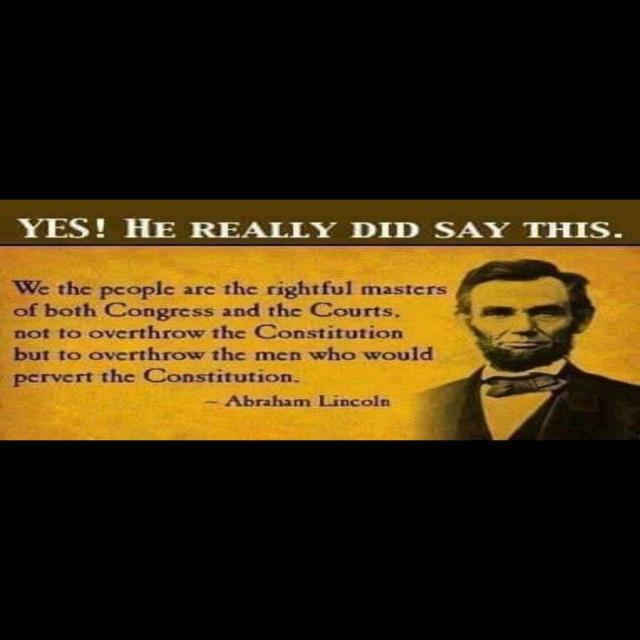 YES! HE REALLY DID SAY THIS.
We the people are the rightful masters
of both Congress and the Courts,
not to overthrow the Constitution
but to overthrow the men who would
pervert the Constitution.
~ Abraham Lincoln